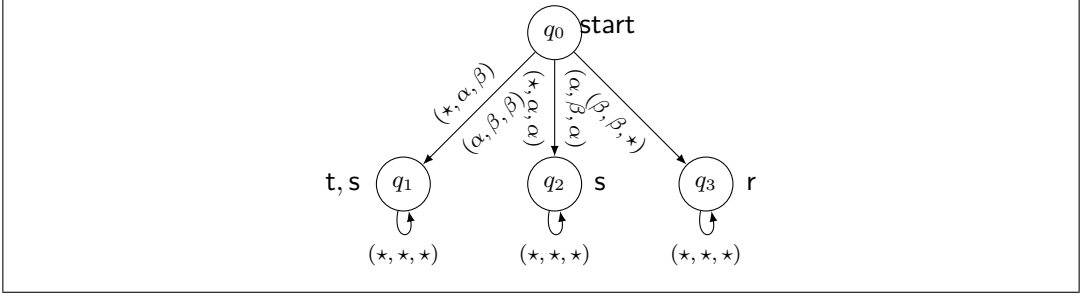 q₀ start
(⋆, α, β)
(α, β, β)
(⋆, α, α)
(α, β, α)
(β, β, ⋆)
t, s q₁ q₂ s q₃ r
(⋆, ⋆, ⋆) (⋆, ⋆, ⋆) (⋆, ⋆, ⋆)